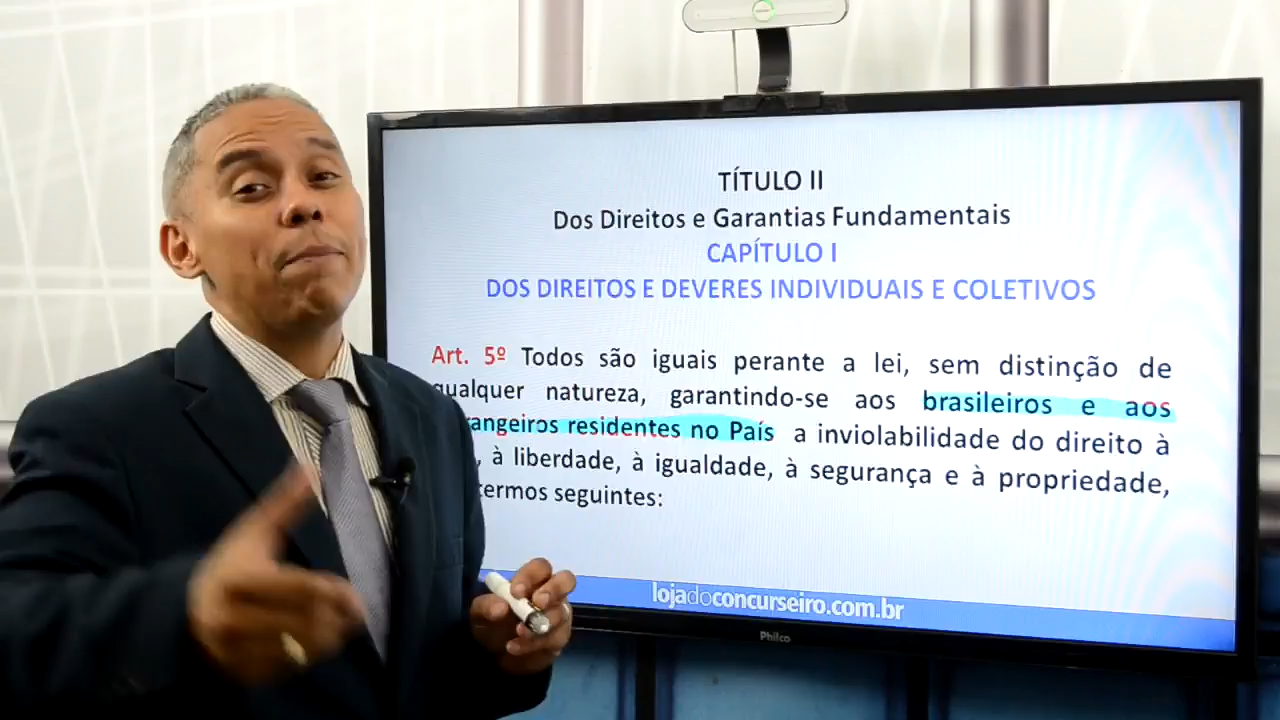 TÍTULO II
Dos Direitos e Garantias Fundamentais
CAPÍTULO I
DOS DIREITOS E DEVERES INDIVIDUAIS E COLETIVOS
Art. 5º Todos são iguais perante a lei, sem distinção de
qualquer natureza, garantindo-se aos brasileiros e aos
rangeiros residentes no País a inviolabilidade do direito à
, à liberdade, à igualdade, à segurança e à propriedade,
termos seguintes:
lojadoconcurseiro.com.br
Philco